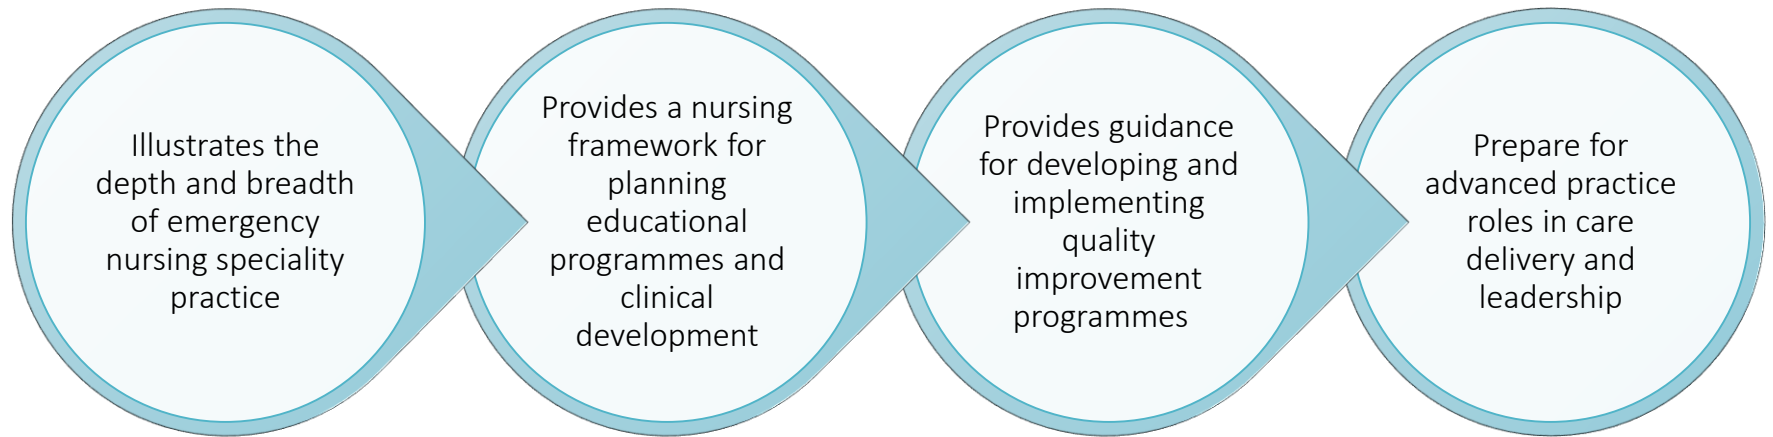 Illustrates the
depth and breadth
of emergency
nursing speciality
practice
Provides a nursing
framework for
planning
educational
programmes and
clinical
development
Provides guidance
for developing and
implementing
quality
improvement
programmes
Prepare for
advanced practice
roles in care
delivery and
leadership